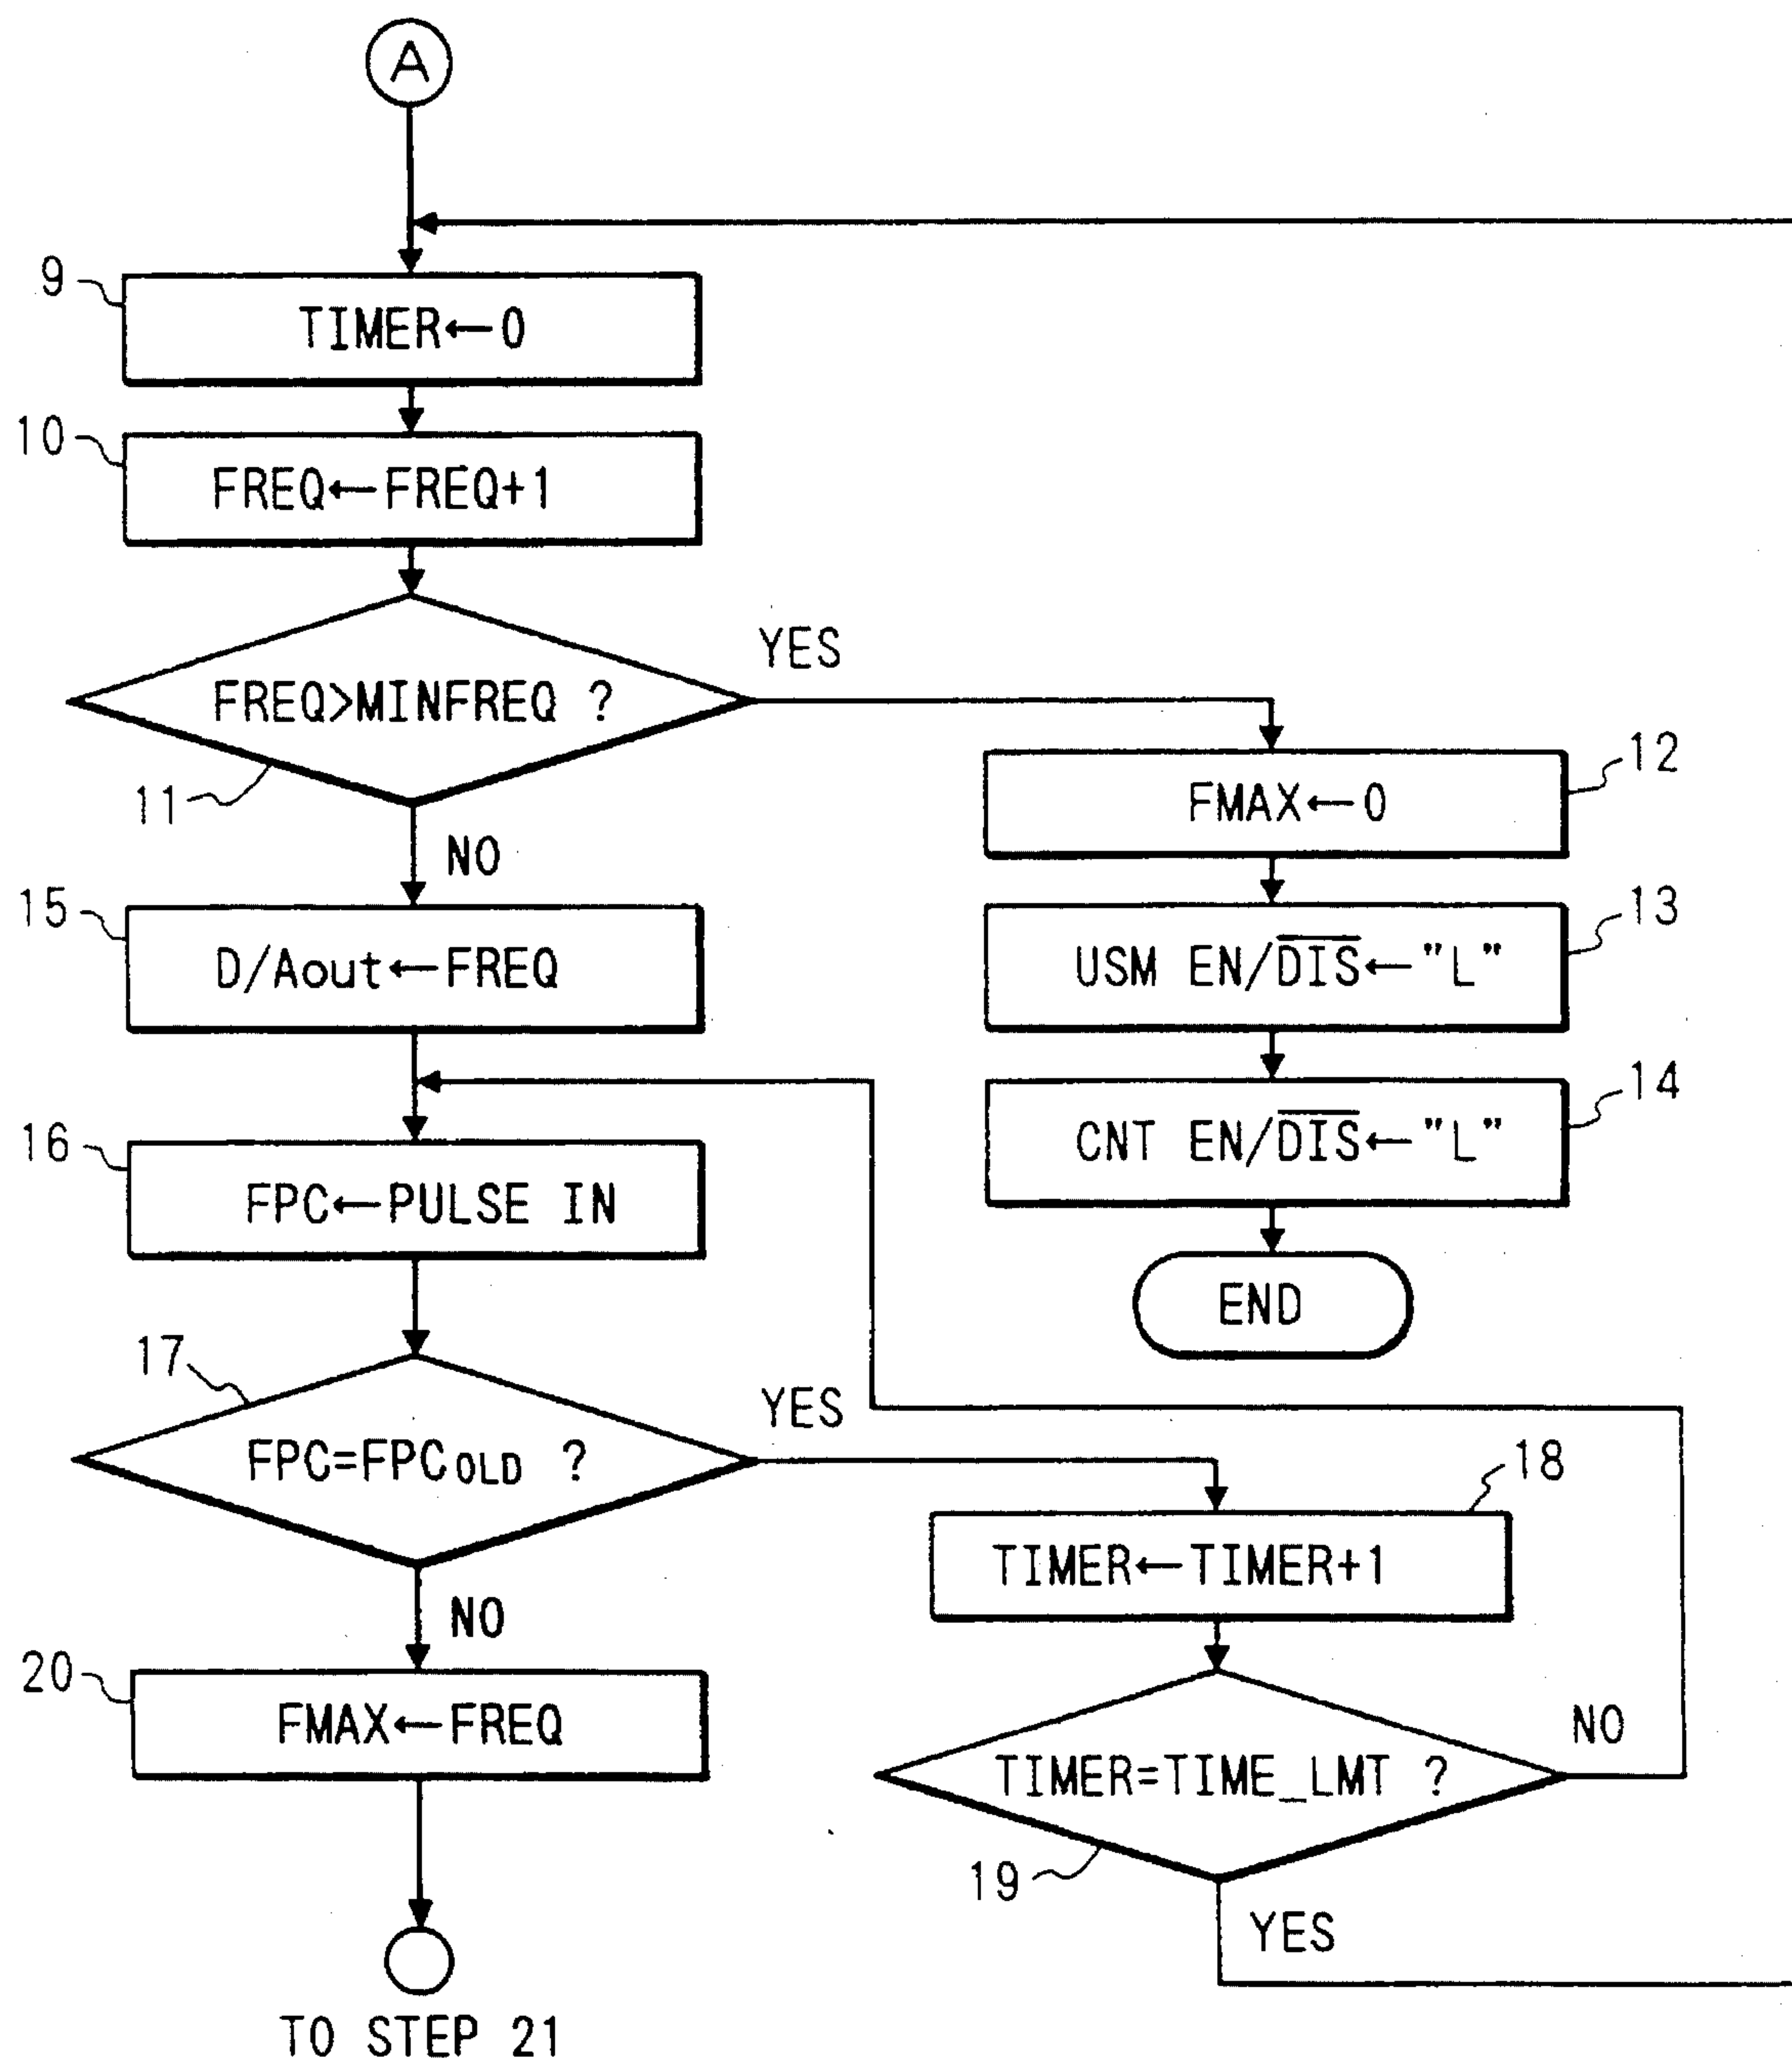 A
9
TIMER←0
10
FREQ←FREQ+1
FREQ>MINFREQ ?
YES
11
NO
12
FMAX←0
13
USM EN/D̅I̅S̅←"L"
14
CNT EN/D̅I̅S̅←"L"
END
15
D/Aout←FREQ
16
FPC←PULSE IN
17
FPC=FPCOLD ?
YES
NO
18
TIMER←TIMER+1
19
TIMER=TIME_LMT ?
NO
YES
20
FMAX←FREQ
TO STEP 21